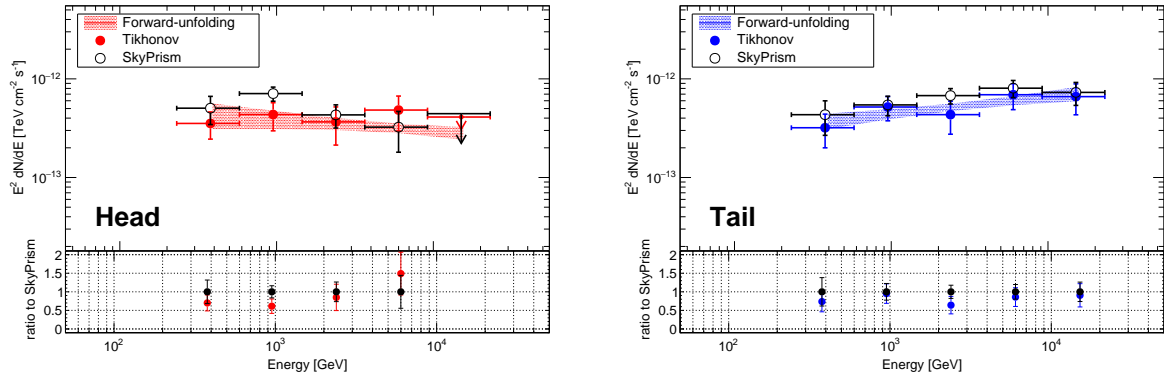 Forward-unfolding
Tikhonov
SkyPrism
E² dN/dE [TeV cm⁻² s⁻¹]
10⁻¹²
10⁻¹³
Head
ratio to SkyPrism
2
1.5
1
0.5
0
10² 10³ 10⁴
Energy [GeV]
Forward-unfolding
Tikhonov
SkyPrism
E² dN/dE [TeV cm⁻² s⁻¹]
10⁻¹²
10⁻¹³
Tail
ratio to SkyPrism
2
1.5
1
0.5
0
10² 10³ 10⁴
Energy [GeV]